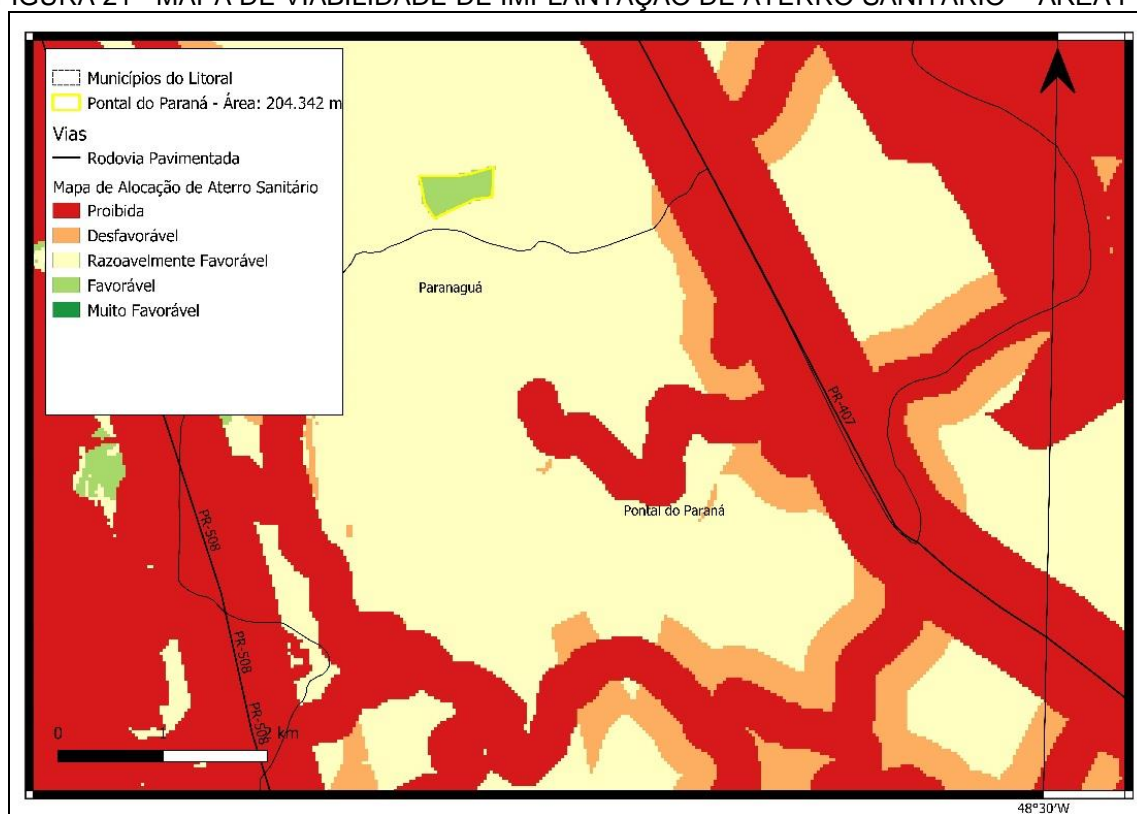 IGURA 21 - MAPA DE VIABILIDADE DE IMPLANTAÇÃO DE ATERRO SANITÁRIO – ÁREA I
Municípios do Litoral
Pontal do Paraná - Área: 204.342 m
Vias
Rodovia Pavimentada
Mapa de Alocação de Aterro Sanitário
Proibida
Desfavorável
Razoavelmente Favorável
Favorável
Muito Favorável
Paranaguá
PR-407
Pontal do Paraná
PR-508
PR-508
PR-508
0 1 2 km
48°30'W